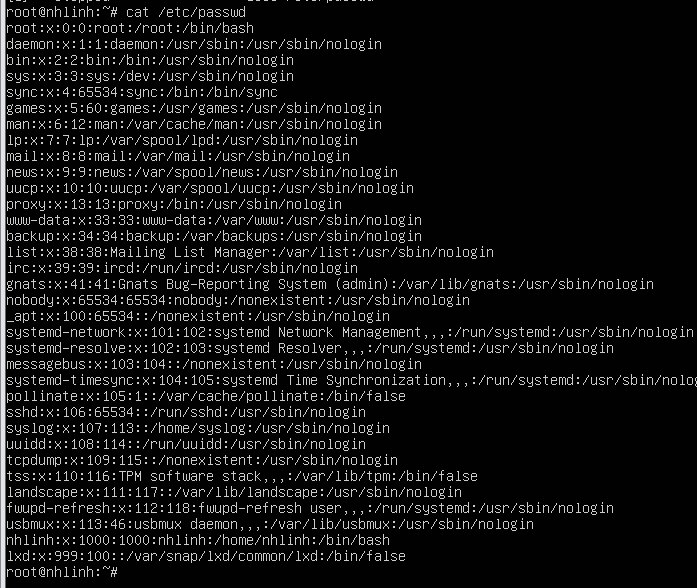 root@nhlinh:~# cat /etc/passwd
root:x:0:0:root:/root:/bin/bash
daemon:x:1:1:daemon:/usr/sbin:/usr/sbin/nologin
bin:x:2:2:bin:/bin:/usr/sbin/nologin
sys:x:3:3:sys:/dev:/usr/sbin/nologin
sync:x:4:65534:sync:/bin:/bin/sync
games:x:5:60:games:/usr/games:/usr/sbin/nologin
man:x:6:12:man:/var/cache/man:/usr/sbin/nologin
lp:x:7:7:lp:/var/spool/lpd:/usr/sbin/nologin
mail:x:8:8:mail:/var/mail:/usr/sbin/nologin
news:x:9:9:news:/var/spool/news:/usr/sbin/nologin
uucp:x:10:10:uucp:/var/spool/uucp:/usr/sbin/nologin
proxy:x:13:13:proxy:/bin:/usr/sbin/nologin
www-data:x:33:33:www-data:/var/www:/usr/sbin/nologin
backup:x:34:34:backup:/var/backups:/usr/sbin/nologin
list:x:38:38:Mailing List Manager:/var/list:/usr/sbin/nologin
irc:x:39:39:ircd:/run/ircd:/usr/sbin/nologin
gnats:x:41:41:Gnats Bug-Reporting System (admin):/var/lib/gnats:/usr/sbin/nologin
nobody:x:65534:65534:nobody:/nonexistent:/usr/sbin/nologin
_apt:x:100:65534::/nonexistent:/usr/sbin/nologin
systemd-network:x:101:102:systemd Network Management,,,:/run/systemd:/usr/sbin/nologin
systemd-resolve:x:102:103:systemd Resolver,,,:/run/systemd:/usr/sbin/nologin
messagebus:x:103:104::/nonexistent:/usr/sbin/nologin
systemd-timesync:x:104:105:systemd Time Synchronization,,,:/run/systemd:/usr/sbin/nolog
pollinate:x:105:1::/var/cache/pollinate:/bin/false
sshd:x:106:65534::/run/sshd:/usr/sbin/nologin
syslog:x:107:113::/home/syslog:/usr/sbin/nologin
uuidd:x:108:114::/run/uuidd:/usr/sbin/nologin
tcpdump:x:109:115::/nonexistent:/usr/sbin/nologin
tss:x:110:116:TPM software stack,,,:/var/lib/tpm:/bin/false
landscape:x:111:117::/var/lib/landscape:/usr/sbin/nologin
fwupd-refresh:x:112:118:fwupd-refresh user,,,:/run/systemd:/usr/sbin/nologin
usbmux:x:113:46:usbmux daemon,,,:/var/lib/usbmux:/usr/sbin/nologin
nhlinh:x:1000:1000:nhlinh:/home/nhlinh:/bin/bash
lxd:x:999:100::/var/snap/lxd/common/lxd:/bin/false
root@nhlinh:~#